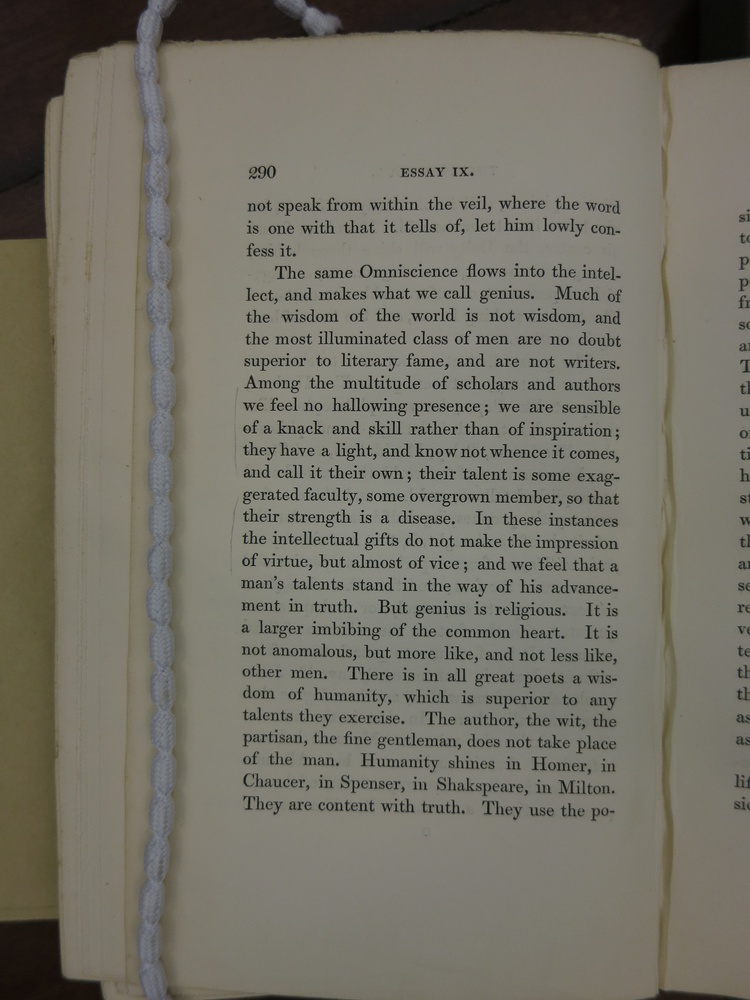 290 ESSAY IX.
not speak from within the veil, where the word
is one with that it tells of, let him lowly con-
fess it.
The same Omniscience flows into the intel-
lect, and makes what we call genius. Much of
the wisdom of the world is not wisdom, and
the most illuminated class of men are no doubt
superior to literary fame, and are not writers.
Among the multitude of scholars and authors
we feel no hallowing presence; we are sensible
of a knack and skill rather than of inspiration;
they have a light, and know not whence it comes,
and call it their own; their talent is some exag-
gerated faculty, some overgrown member, so that
their strength is a disease. In these instances
the intellectual gifts do not make the impression
of virtue, but almost of vice; and we feel that a
man's talents stand in the way of his advance-
ment in truth. But genius is religious. It is
a larger imbibing of the common heart. It is
not anomalous, but more like, and not less like,
other men. There is in all great poets a wis-
dom of humanity, which is superior to any
talents they exercise. The author, the wit, the
partisan, the fine gentleman, does not take place
of the man. Humanity shines in Homer, in
Chaucer, in Spenser, in Shakspeare, in Milton.
They are content with truth. They use the po-